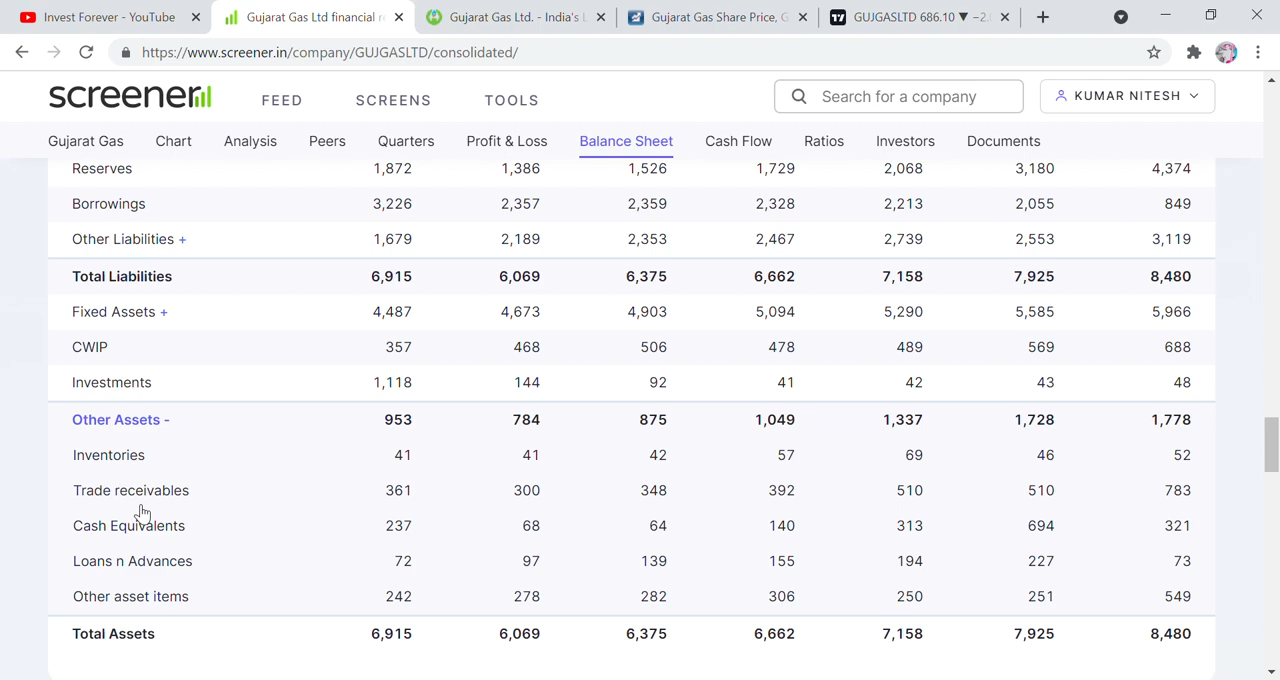 Invest Forever - YouTube
Gujarat Gas Ltd financial r
Gujarat Gas Ltd. - India's L
Gujarat Gas Share Price, G
GUJGASLTD 686.10 ▼ −2.
https://www.screener.in/company/GUJGASLTD/consolidated/
screener
FEED
SCREENS
TOOLS
Search for a company
KUMAR NITESH
Gujarat Gas Chart Analysis Peers Quarters Profit & Loss Balance Sheet Cash Flow Ratios Investors Documents
Reserves 1,872 1,386 1,526 1,729 2,068 3,180 4,374
Borrowings 3,226 2,357 2,359 2,328 2,213 2,055 849
Other Liabilities + 1,679 2,189 2,353 2,467 2,739 2,553 3,119
Total Liabilities 6,915 6,069 6,375 6,662 7,158 7,925 8,480
Fixed Assets + 4,487 4,673 4,903 5,094 5,290 5,585 5,966
CWIP 357 468 506 478 489 569 688
Investments 1,118 144 92 41 42 43 48
Other Assets - 953 784 875 1,049 1,337 1,728 1,778
Inventories 41 41 42 57 69 46 52
Trade receivables 361 300 348 392 510 510 783
Cash Equivalents 237 68 64 140 313 694 321
Loans n Advances 72 97 139 155 194 227 73
Other asset items 242 278 282 306 250 251 549
Total Assets 6,915 6,069 6,375 6,662 7,158 7,925 8,480